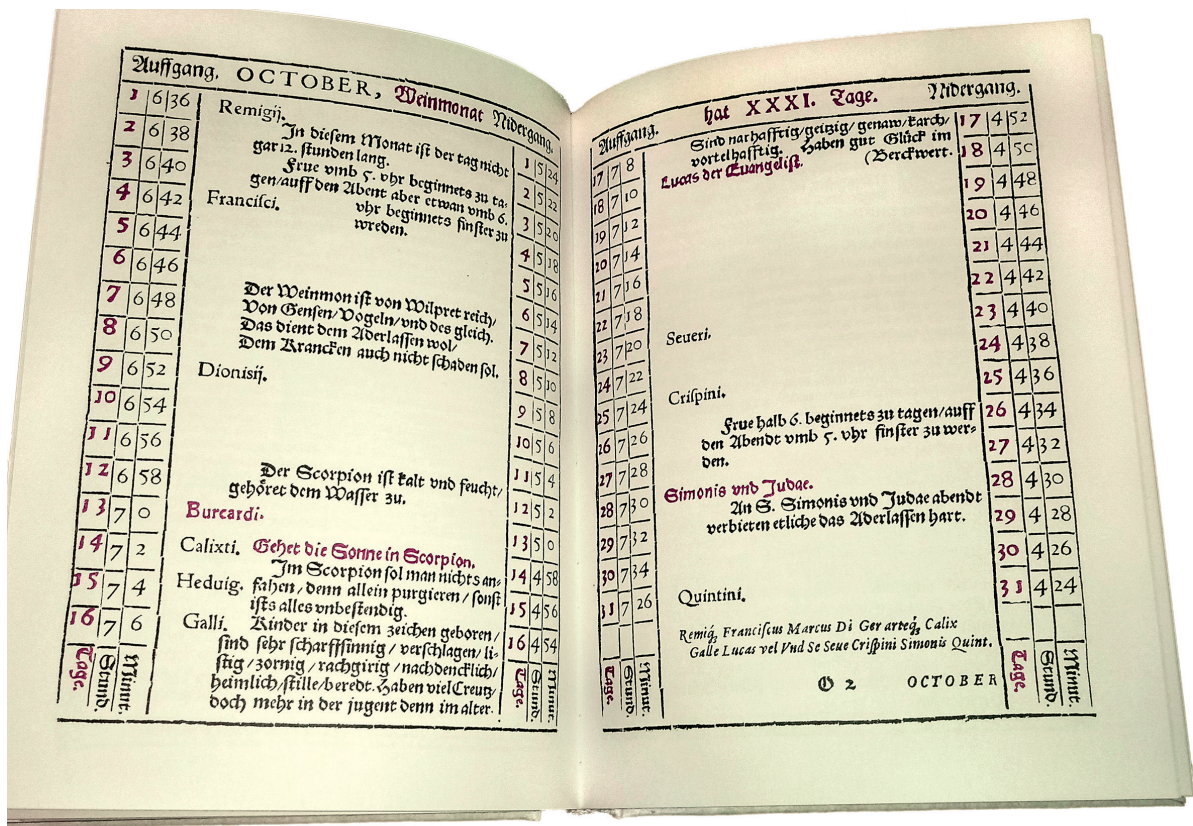 Auffgang. OCTOBER, Weinmonat Nidergang.
1 6 36
2 6 38
3 6 40
4 6 42
5 6 44
6 6 46
7 6 48
8 6 50
9 6 52
10 6 54
11 6 56
12 6 58
13 7 0
14 7 2
15 7 4
16 7 6
Tage. Stund. Minut.
Remigij.
In diesem Monat ist der tag nicht
gar 12. stunden lang.
Frue vmb 5. vhr beginnets zu ta-
gen/auff den Abent aber etwan vmb 6.
Francisci. vhr beginnets finster zu
wreden.
Der Weinmon ist von Wilpret reich/
Von Gensen/Vogeln/vnd des gleich.
Das dient dem Aderlassen wol/
Dem Krancken auch nicht schaden sol.
Dionisij.
Der Scorpion ist kalt vnd feucht/
gehöret dem Wasser zu.
Burcardi.
Calixti. Gehet die Sonne in Scorpion.
Im Scorpion sol man nichts an-
Heduig. fahen/denn allein purgieren/sonst
ists alles vnbestendig.
Galli. Kinder in diesem zeichen geboren/
sind sehr scharffsinnig/verschlagen/li-
stig/zornig/rachgirig/nachdencklich/
heimlich/stille/beredt. Haben viel Creutz/
doch mehr in der jugent denn im alter.
1 5 24
2 5 22
3 5 20
4 5 18
5 5 16
6 5 14
7 5 12
8 5 10
9 5 8
10 5 6
11 5 4
12 5 2
13 5 0
14 4 58
15 4 56
16 4 54
Tage. Stund. Minut.
Auffgang. hat XXXI. Tage. Nidergang.
17 7 8
18 7 10
19 7 12
20 7 14
21 7 16
22 7 18
23 7 20
24 7 22
25 7 24
26 7 26
27 7 28
28 7 30
29 7 32
30 7 34
31 7 26
Tage. Stund. Minut.
Sind narhafftig/geitzig/genaw/karch/
vortelhafftig. Haben gut Glück im
(Berckwert.
Lucas der Euangelist.
Seueri.
Crispini.
Frue halb 6. beginnets zu tagen/auff
den Abendt vmb 5. vhr finster zu wer-
den.
Simonis vnd Judae.
An S. Simonis vnd Judae abendt
verbieten etliche das Aderlassen hart.
Quintini.
Remiq; Franciscus Marcus Di Ger arteq; Calix
Galle Lucas vel Vnd Se Seue Crispini Simonis Quint.
O 2 OCTOBER
17 4 52
18 4 50
19 4 48
20 4 46
21 4 44
22 4 42
23 4 40
24 4 38
25 4 36
26 4 34
27 4 32
28 4 30
29 4 28
30 4 26
31 4 24
Tage. Stund. Minut.